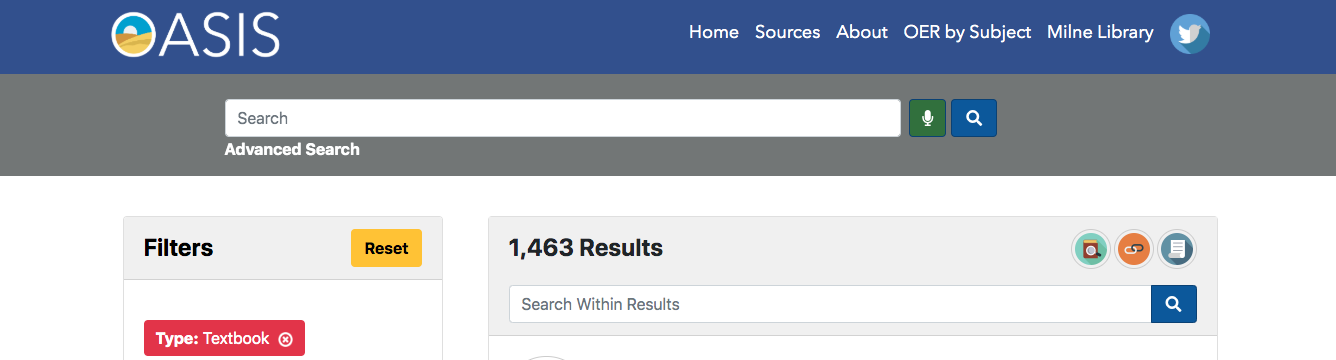 OASIS
Home Sources About OER by Subject Milne Library
Search
Advanced Search
Filters
Reset
Type: Textbook
1,463 Results
Search Within Results